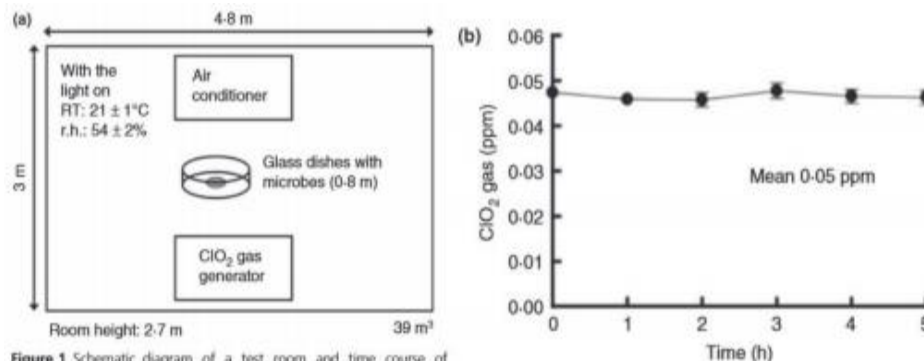 (a)
4·8 m
With the
light on
RT: 21 ± 1°C
r.h.: 54 ± 2%
Air
conditioner
3 m
Glass dishes with
microbes (0·8 m)
ClO₂ gas
generator
Room height: 2·7 m
39 m³
Figure 1 Schematic diagram of a test room and time course of
(b)
ClO₂ gas (ppm)
0·06
0·05
0·04
0·03
0·02
0·01
0·00
Mean 0·05 ppm
0 1 2 3 4 5
Time (h)